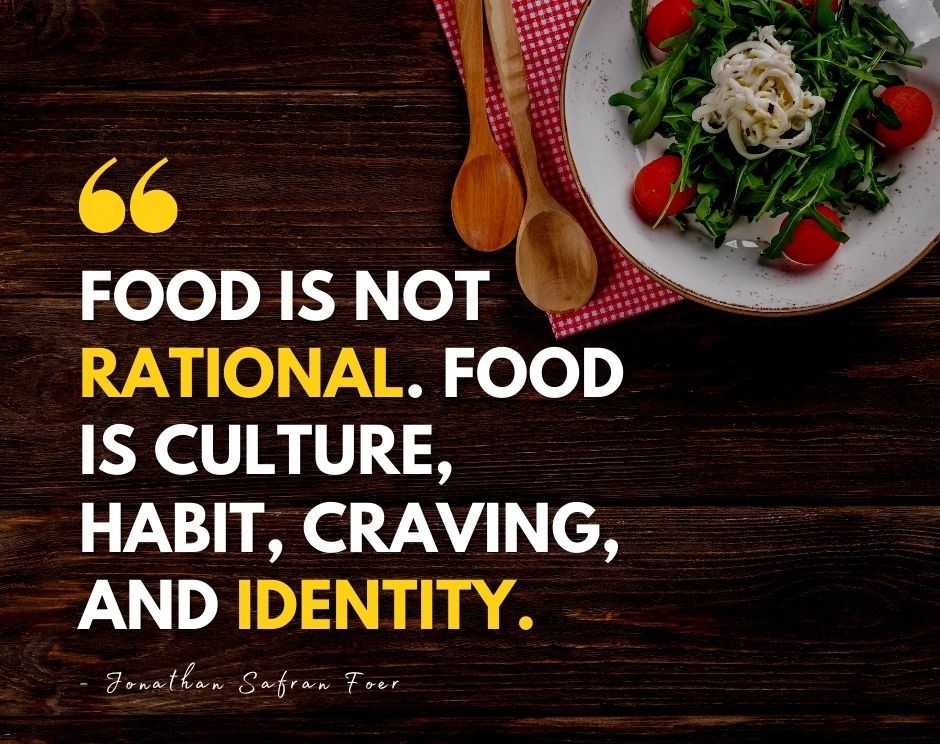 “
FOOD IS NOT
RATIONAL. FOOD
IS CULTURE,
HABIT, CRAVING,
AND IDENTITY.
- Jonathan Safran Foer